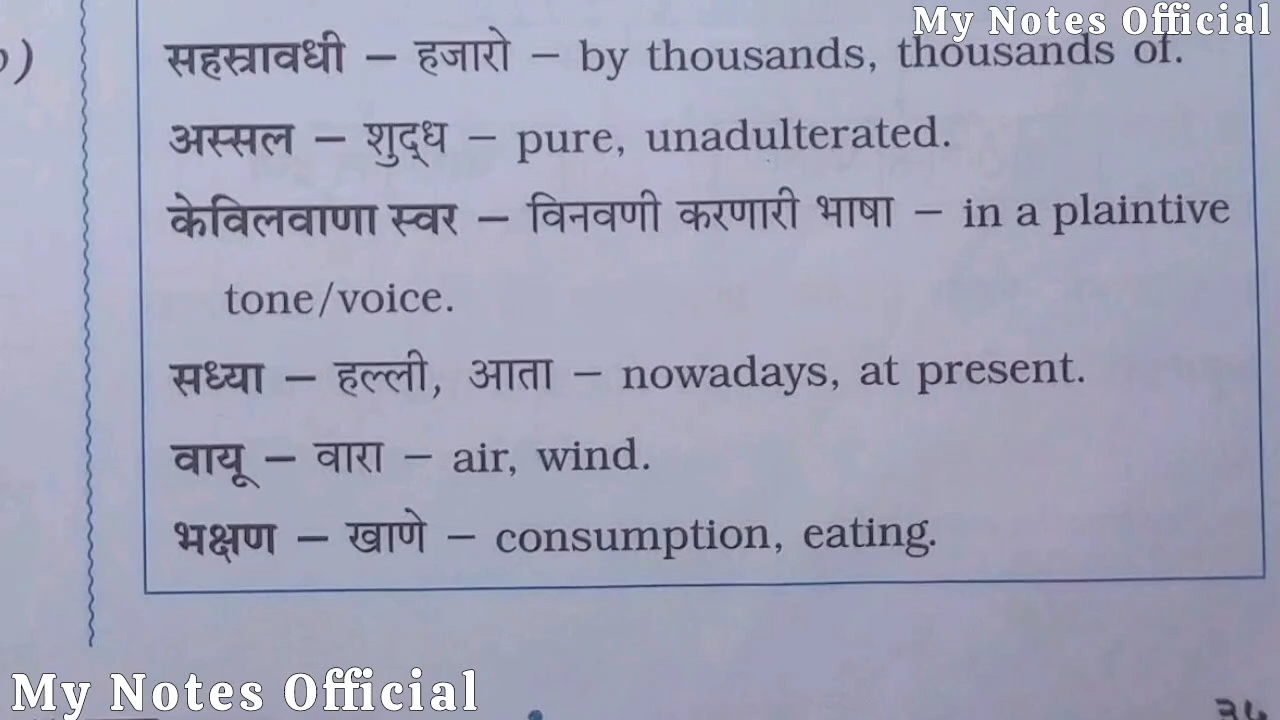 My Notes Official
सहस्रावधी – हजारो – by thousands, thousands of.
अस्सल – शुद्ध – pure, unadulterated.
केविलवाणा स्वर – विनवणी करणारी भाषा – in a plaintive
tone/voice.
सध्या – हल्ली, आता – nowadays, at present.
वायू – वारा – air, wind.
भक्षण – खाणे – consumption, eating.
My Notes Official